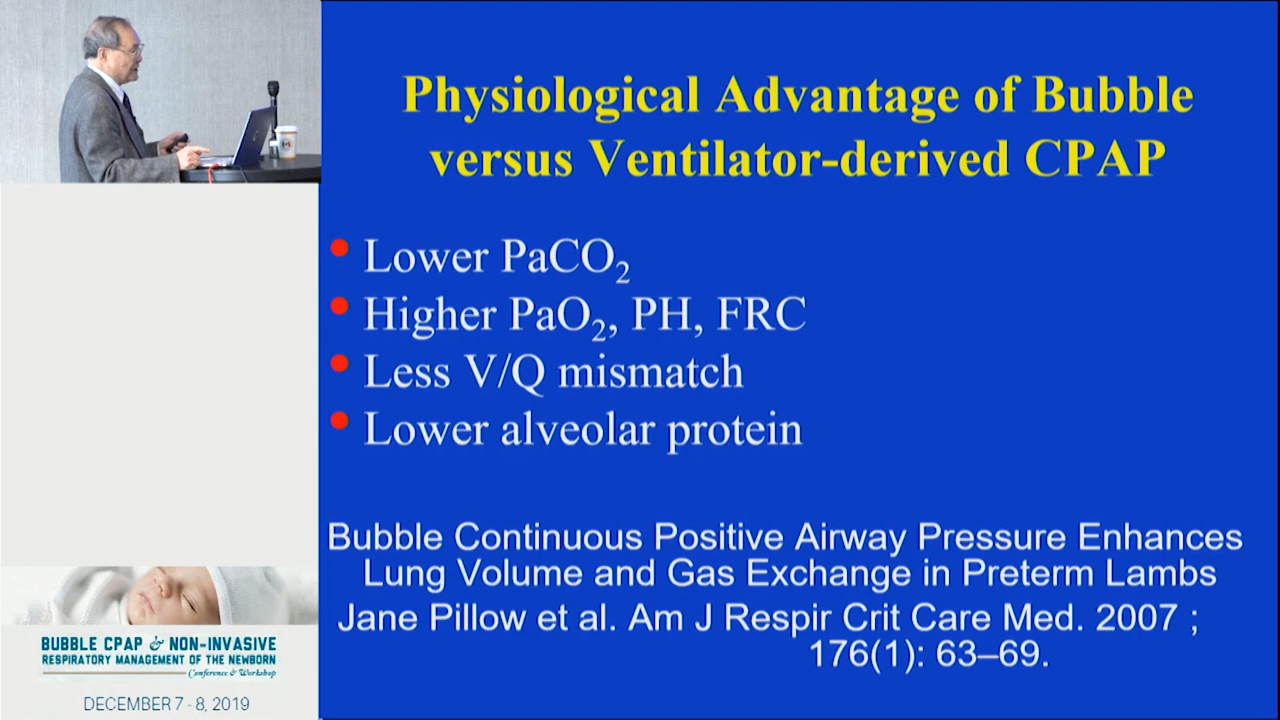 Physiological Advantage of Bubble
versus Ventilator-derived CPAP
• Lower PaCO₂
• Higher PaO₂, PH, FRC
• Less V/Q mismatch
• Lower alveolar protein
Bubble Continuous Positive Airway Pressure Enhances
Lung Volume and Gas Exchange in Preterm Lambs
Jane Pillow et al. Am J Respir Crit Care Med. 2007 ;
176(1): 63–69.
BUBBLE CPAP & NON-INVASIVE
RESPIRATORY MANAGEMENT OF THE NEWBORN
Conference & Workshop
DECEMBER 7 - 8, 2019